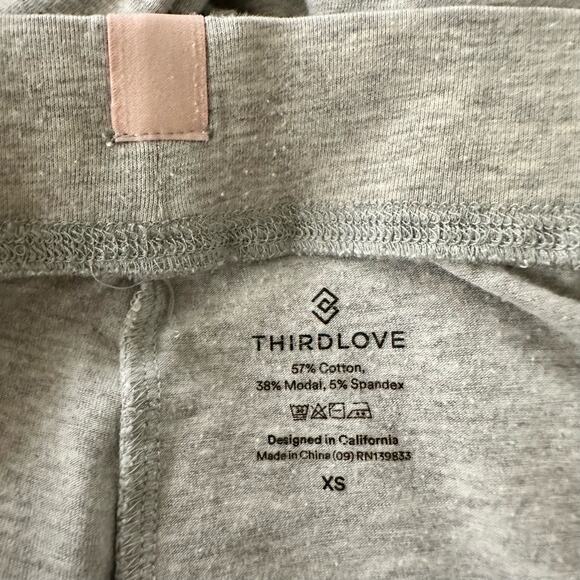 THIRDLOVE
57% Cotton,
38% Modal, 5% Spandex
Designed in California
Made in China (09) RN139833
XS